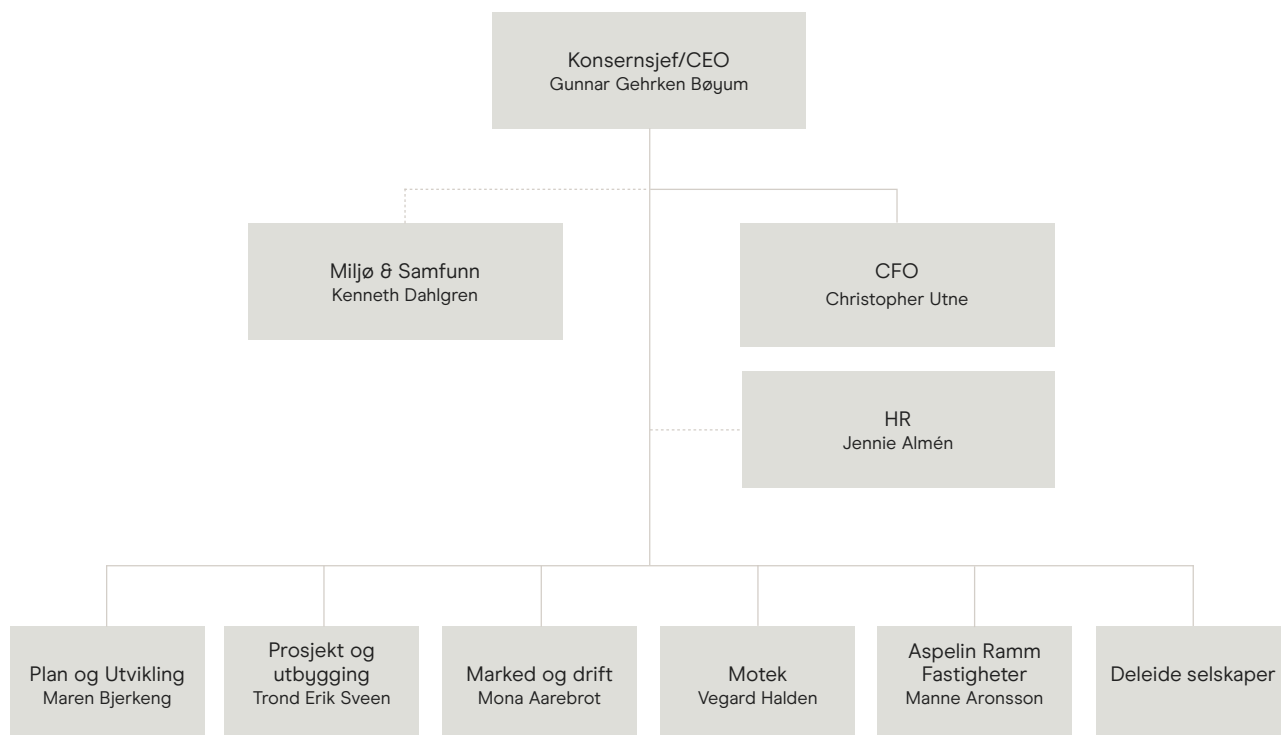 Konsernsjef/CEO
Gunnar Gehrken Bøyum
Miljø & Samfunn
Kenneth Dahlgren
CFO
Christopher Utne
HR
Jennie Almén
Plan og Utvikling
Maren Bjerkeng
Prosjekt og
utbygging
Trond Erik Sveen
Marked og drift
Mona Aarebrot
Motek
Vegard Halden
Aspelin Ramm
Fastigheter
Manne Aronsson
Deleide selskaper